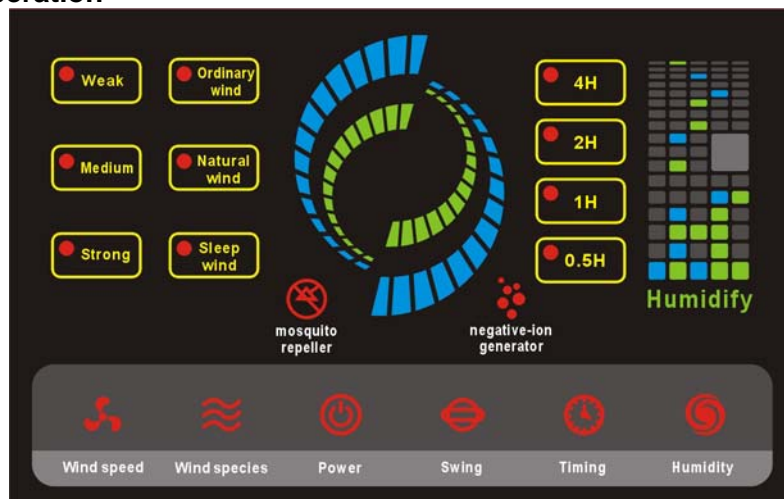 Weak
Ordinary
wind
4H
Medium
Natural
wind
2H
1H
Strong
Sleep
wind
0.5H
Humidify
mosquito
repeller
negative-ion
generator
Wind speed
Wind species
Power
Swing
Timing
Humidity